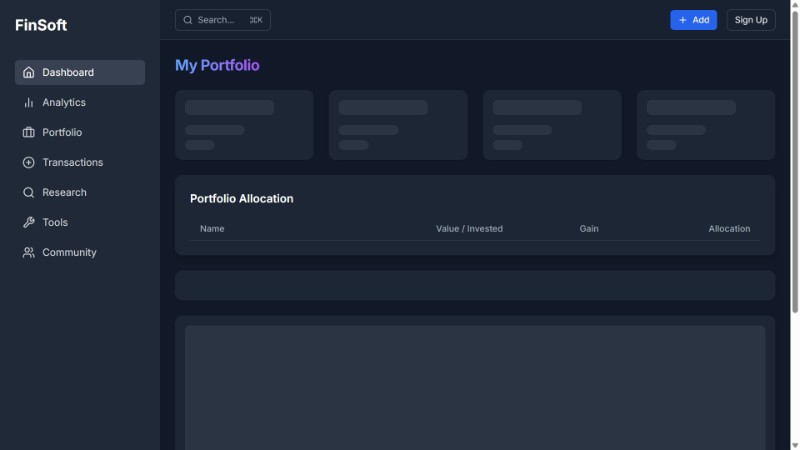 FinSoft
Search... ⌘K
Add
Sign Up
Dashboard
Analytics
Portfolio
Transactions
Research
Tools
Community
My Portfolio
Portfolio Allocation
Name Value / Invested Gain Allocation